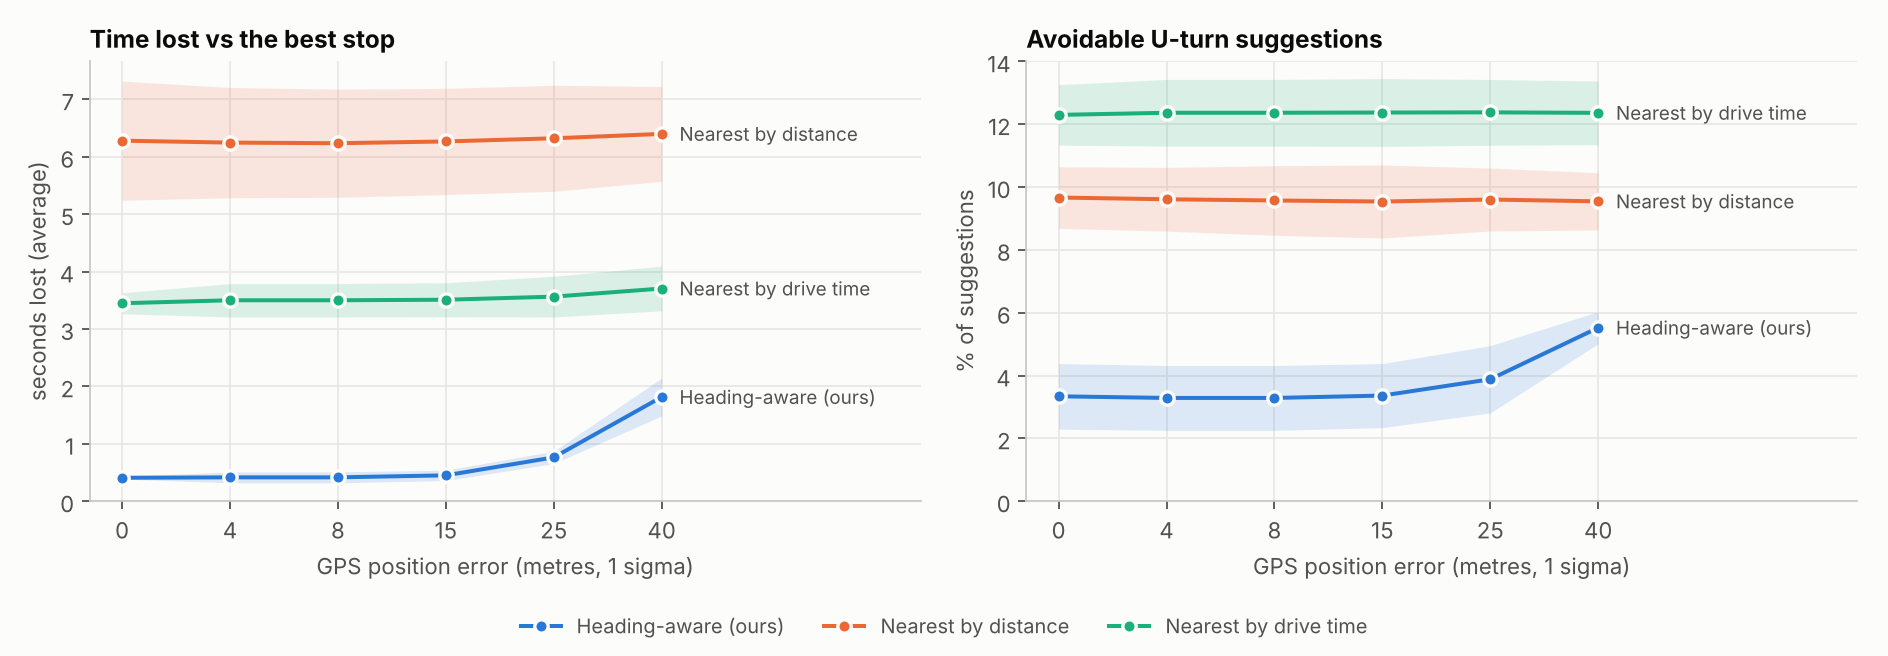 Time lost vs the best stop
seconds lost (average)
7
6
5
4
3
2
1
0
Nearest by distance
Nearest by drive time
Heading-aware (ours)
0 4 8 15 25 40
GPS position error (metres, 1 sigma)
Avoidable U-turn suggestions
% of suggestions
14
12
10
8
6
4
2
0
Nearest by drive time
Nearest by distance
Heading-aware (ours)
0 4 8 15 25 40
GPS position error (metres, 1 sigma)
Heading-aware (ours) Nearest by distance Nearest by drive time